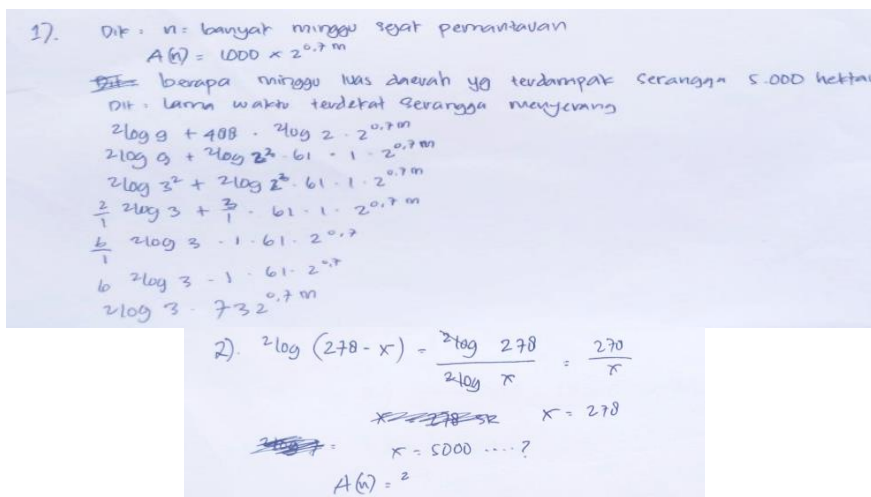 1). Dik : n = banyak minggu sejak pemantauan
A(n) = 1000 × 2^0,7 n
berapa minggu luas daerah yg terdampak serangga 5.000 hektar
Dit : Lama waktu terdekat serangga menyerang
²log 9 + 488 . ²log 2 . 2^0,7 n
²log 9 + ²log 2³ . 61 . 1 . 2^0,7 n
²log 3² + ²log 2³ . 61 . 1 . 2^0,7 n
2/1 ²log 3 + 3/1 . 61 . 1 . 2^0,7 n
6/1 ²log 3 . 1 . 61 . 2^0,7
6 ²log 3 . 1 . 61 . 2^0,7
²log 3 . 732^0,7 n
2). ²log (278 - x) = ²log 278 / ²log x = 270 / x
x = 278
x = 5000 ....?
A(n) = 2